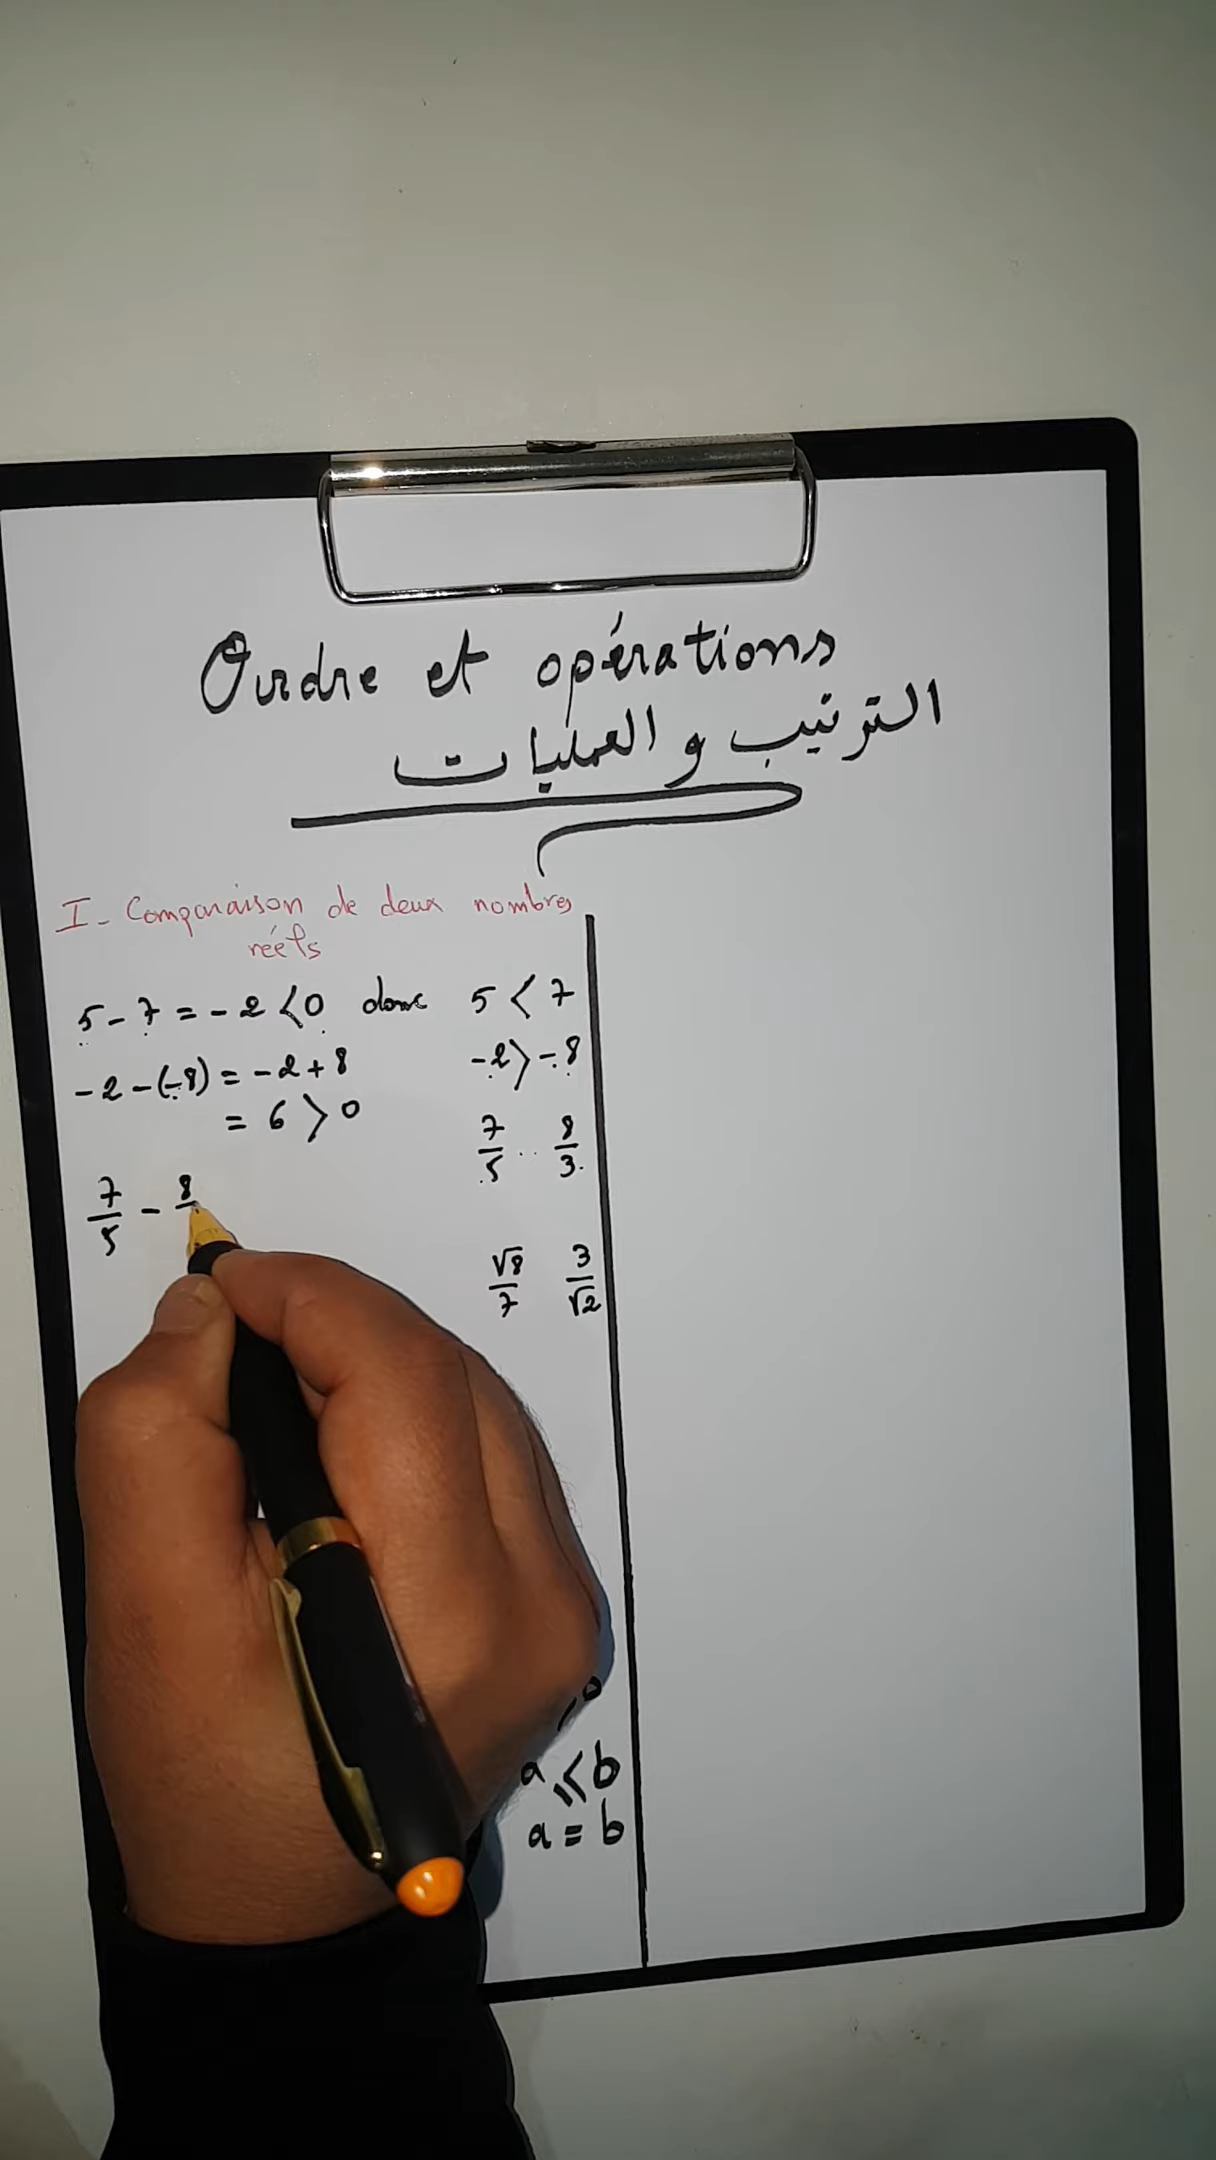 Ordre et opérations
الترتيب و العمليات
I- Comparaison de deux nombres
réels
5 - 7 = - 2 < 0 donc 5 < 7
-2 - (-8) = -2 + 8 -2 > -8
= 6 > 0
7/5 .. 8/3
7/5 - 8
√8/7 3/√2
a ⩽ b
a = b